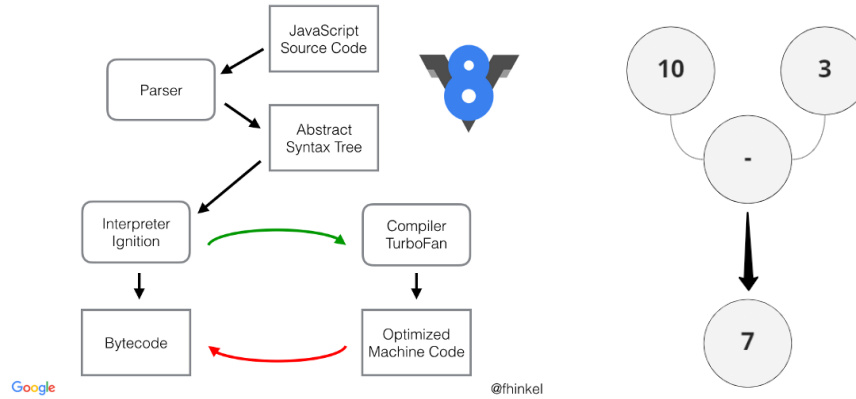 JavaScript
Source Code
Parser
Abstract
Syntax Tree
Interpreter
Ignition
Compiler
TurboFan
Bytecode
Optimized
Machine Code
Google
@fhinkel
10
3
-
7